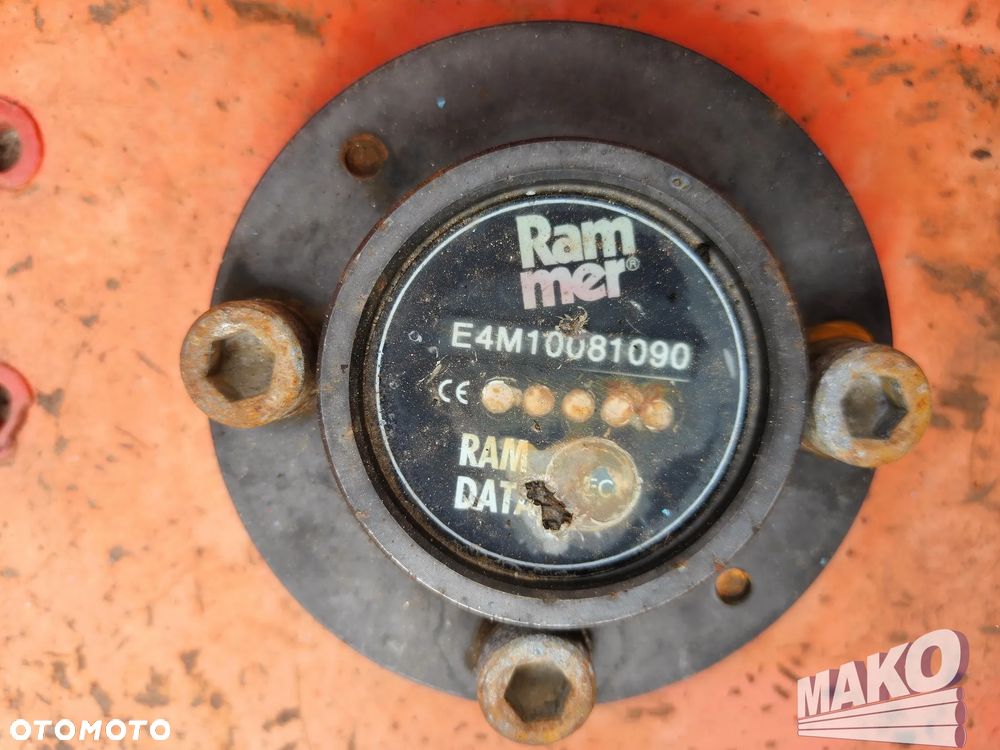 Ram
mer®
E4M10081090
CE
RAM
DATA
MAKO
OTOMOTO